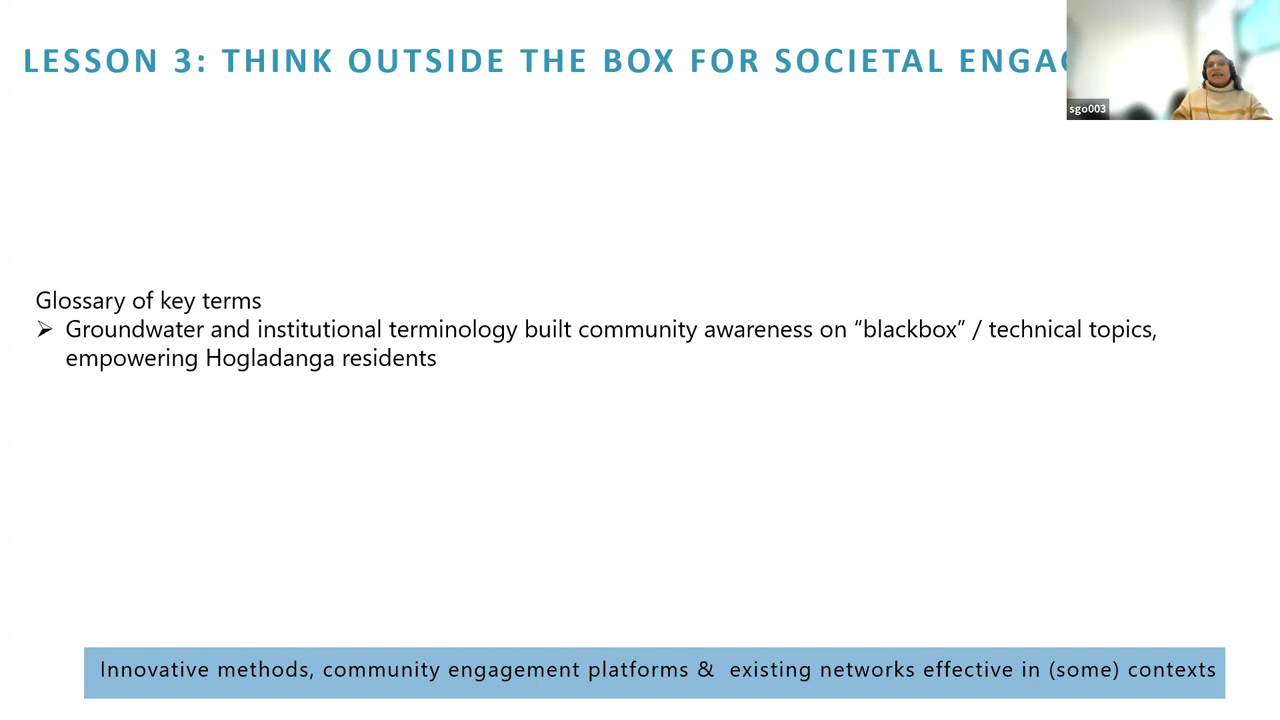 LESSON 3: THINK OUTSIDE THE BOX FOR SOCIETAL
sgo003
Glossary of key terms
➢ Groundwater and institutional terminology built community awareness on “blackbox” / technical topics,
empowering Hogladanga residents
Innovative methods, community engagement platforms & existing networks effective in (some) contexts